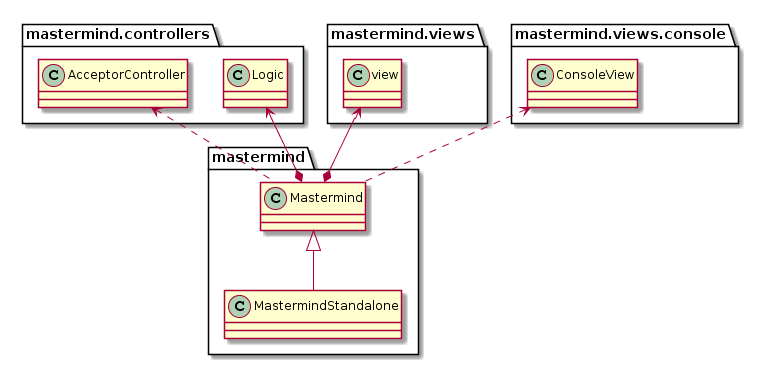 mastermind.controllers
C AcceptorController
C Logic
mastermind.views
C view
mastermind.views.console
C ConsoleView
mastermind
C Mastermind
C MastermindStandalone